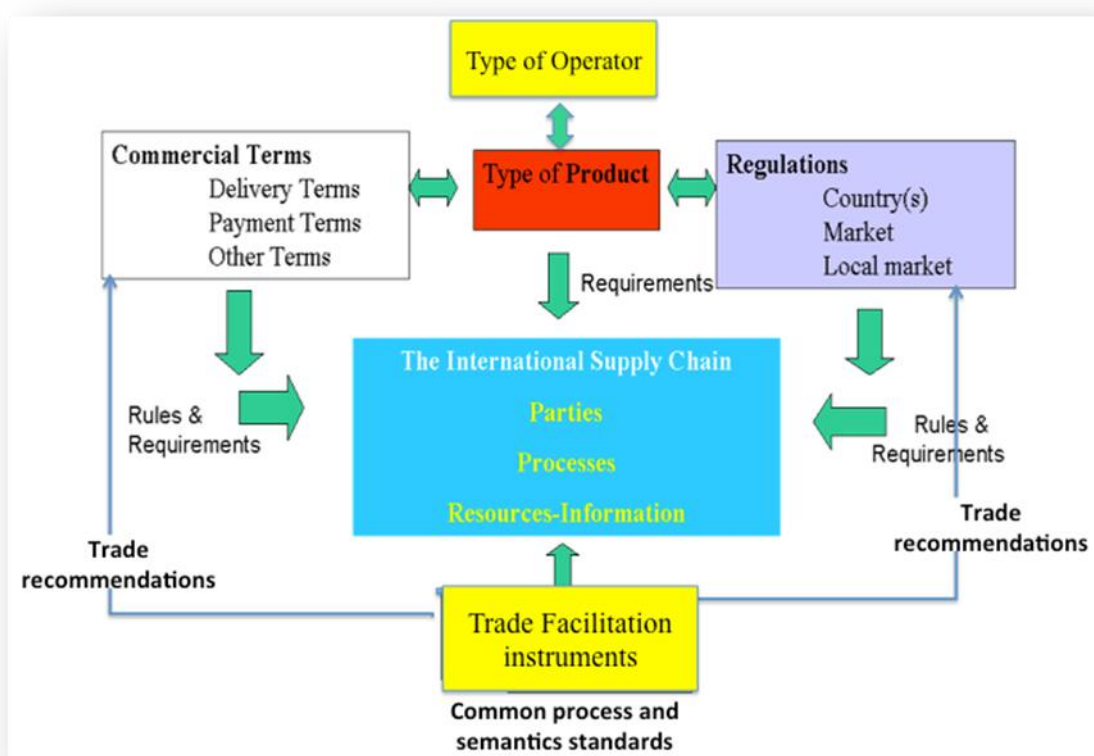 Type of Operator
Commercial Terms
Delivery Terms
Payment Terms
Other Terms
Type of Product
Regulations
Country(s)
Market
Local market
Requirements
The International Supply Chain
Parties
Processes
Resources-Information
Rules &
Requirements
Rules &
Requirements
Trade
recommendations
Trade
recommendations
Trade Facilitation
instruments
Common process and
semantics standards